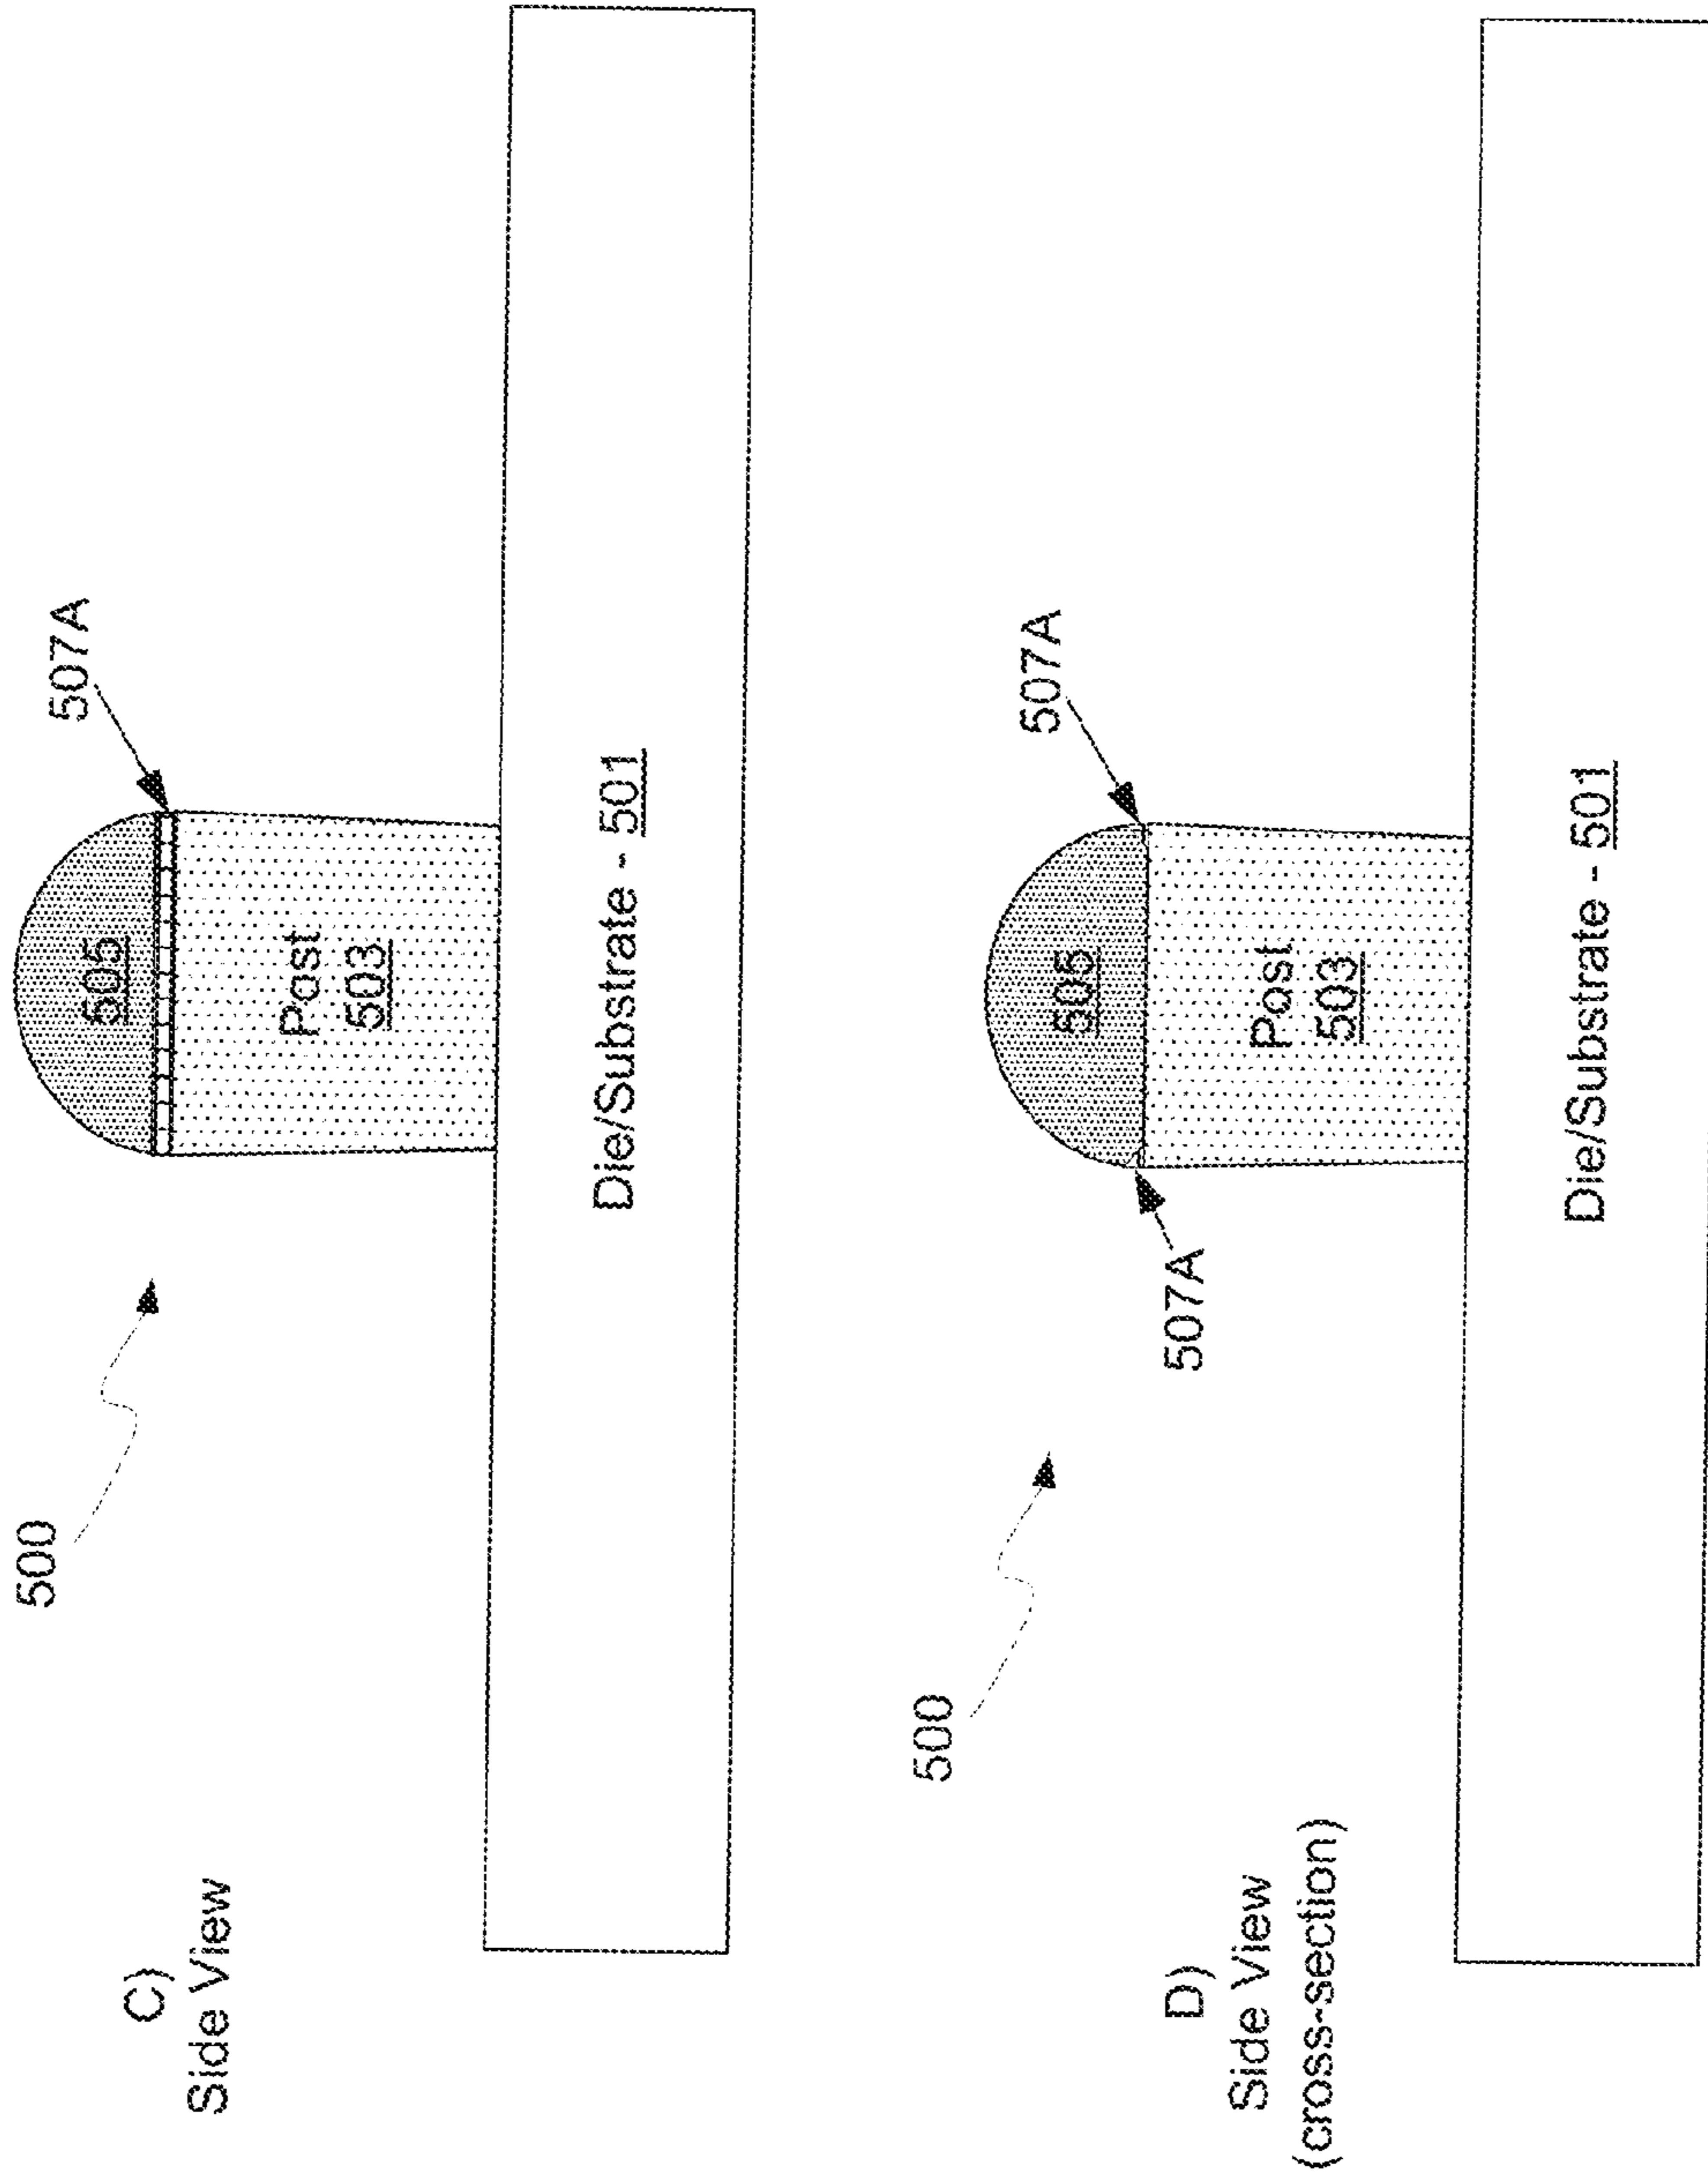 C)
Side View
500
507A
505
Post
503
Die/Substrate - 501
D)
Side View
(cross-section)
500
507A
507A
505
Post
503
Die/Substrate - 501